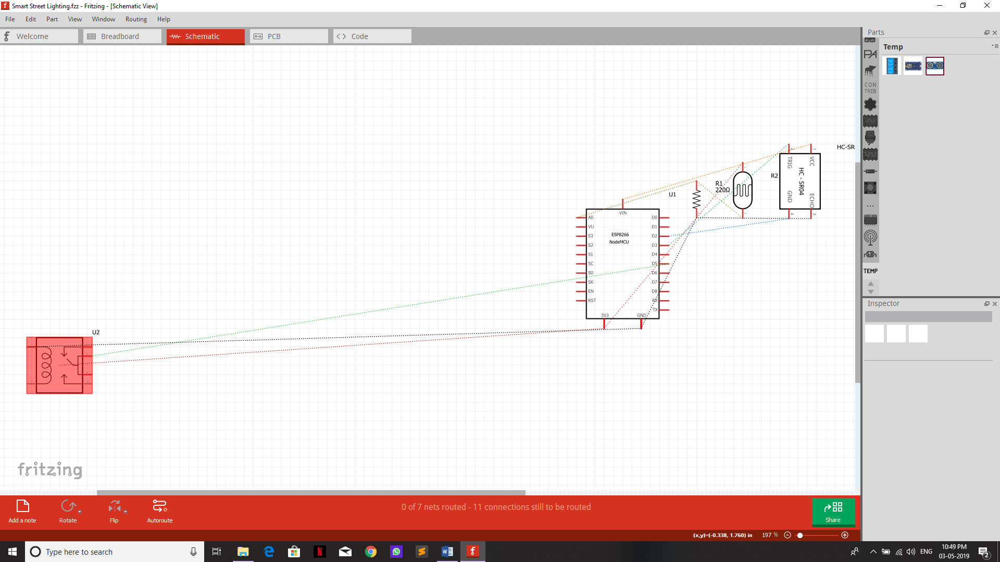 Smart Street Lighting.fzz - Fritzing - [Schematic View]
File Edit Part View Window Routing Help
Welcome Breadboard Schematic PCB Code
Parts
Temp
PA
CON
TRIB
TEMP
Inspector
HC-SR
TRIG VCC
HC - SR04
GND ECHO
R2
R1
220Ω
U1
VIN
A0 D0
VU D1
S3 ESP8266 D2
S2 NodeMCU D3
S1 D4
SC D5
S0 D6
SK D7
EN D8
RST RX
TX
3V3 GND
U2
fritzing
0 of 7 nets routed - 11 connections still to be routed
Add a note Rotate Flip Autoroute Share
(x,y)=(-0.338, 1.760) in 197 %
Type here to search
ENG
10:49 PM
03-05-2019
2